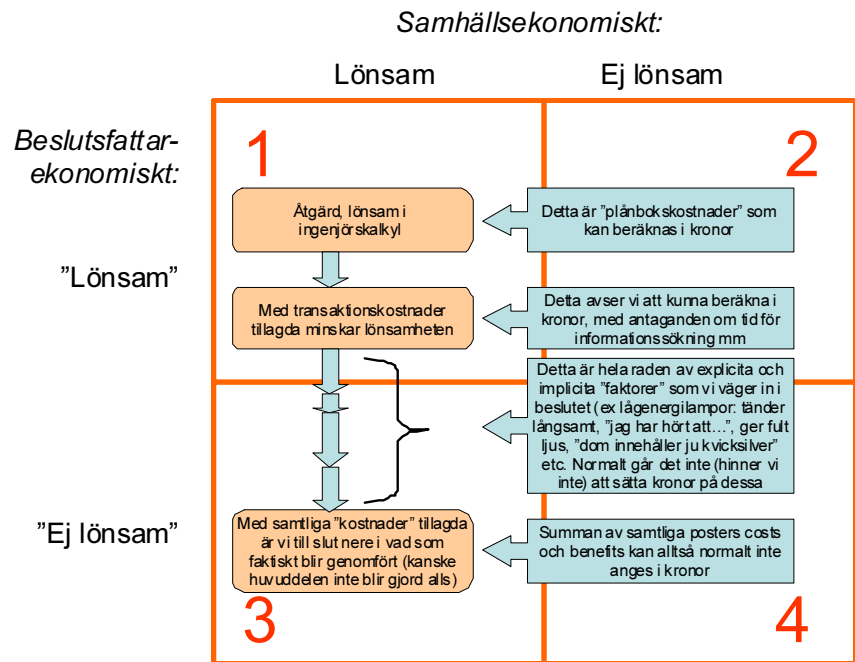 Samhällsekonomiskt:
Lönsam
Ej lönsam
Beslutsfattar-
ekonomiskt:
1
2
Åtgärd, lönsam i
ingenjörskalkyl
Detta är ”plånbokskostnader” som
kan beräknas i kronor
”Lönsam”
Med transaktionskostnader
tillagda minskar lönsamheten
Detta avser vi att kunna beräkna i
kronor, med antaganden om tid för
informationssökning mm
Detta är hela raden av explicita och
implicita ”faktorer” som vi väger in i
beslutet (ex lågenergilampor: tänder
långsamt, ”jag har hört att…”, ger fult
ljus, ”dom innehåller ju kvicksilver”
etc. Normalt går det inte (hinner vi
inte) att sätta kronor på dessa
”Ej lönsam”
Med samtliga ”kostnader” tillagda
är vi till slut nere i vad som
faktiskt blir genomfört (kanske
huvuddelen inte blir gjord alls)
Summan av samtliga posters costs
och benefits kan alltså normalt inte
anges i kronor
3
4